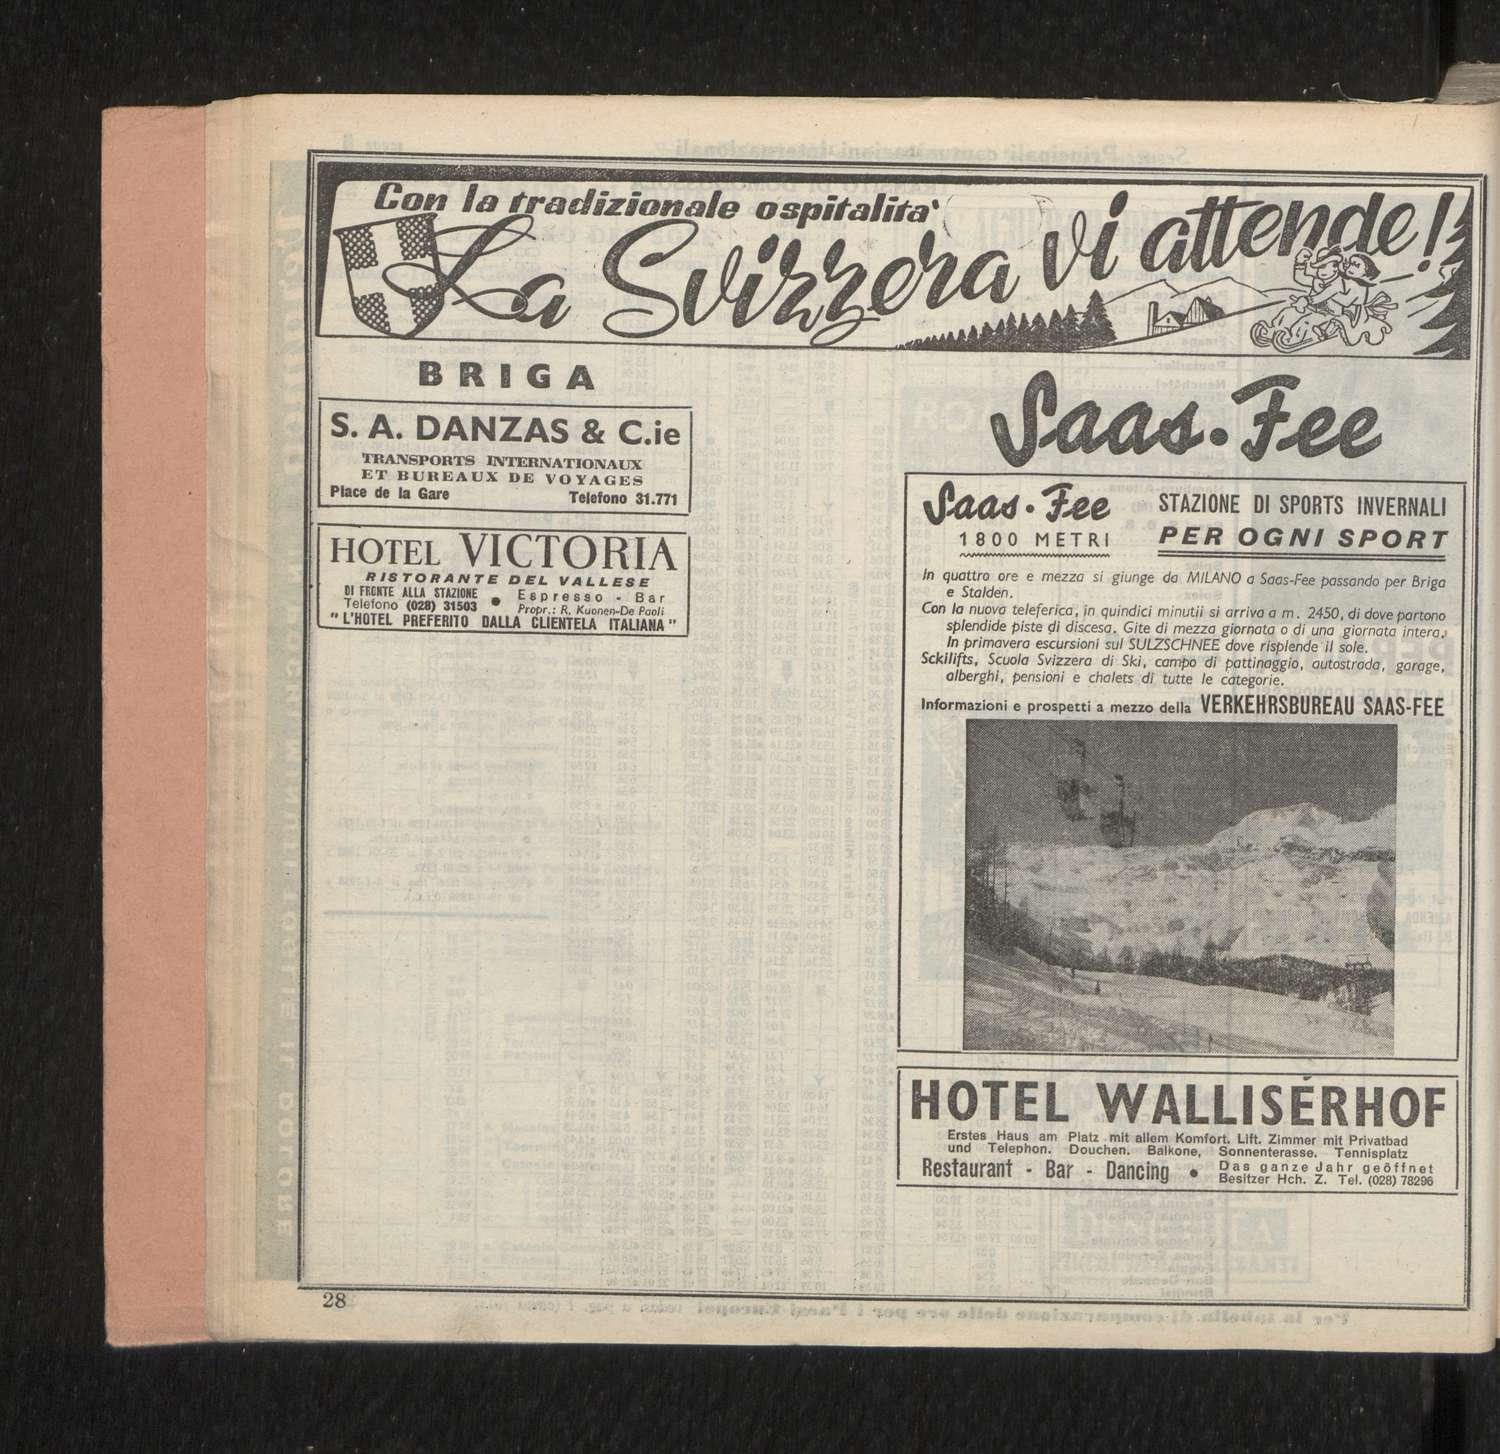 Con la tradizionale ospitalita'
La Svizzera vi attende!
BRIGA
S. A. DANZAS & C.ie
TRANSPORTS INTERNATIONAUX
ET BUREAUX DE VOYAGES
Place de la Gare Telefono 31.771
HOTEL VICTORIA
RISTORANTE DEL VALLESE
DI FRONTE ALLA STAZIONE • Espresso - Bar
Telefono (028) 31503 Propr.: R. Kuonen-De Paoli
"L'HOTEL PREFERITO DALLA CLIENTELA ITALIANA"
Saas-Fee
Saas-Fee STAZIONE DI SPORTS INVERNALI
1800 METRI PER OGNI SPORT
In quattro ore e mezza si giunge da MILANO a Saas-Fee passando per Briga
e Stalden.
Con la nuova teleferica, in quindici minutii si arriva a m. 2450, di dove partono
splendide piste di discesa. Gite di mezza giornata o di una giornata intera.
In primavera escursioni sul SULZSCHNEE dove risplende il sole.
Sckilifts, Scuola Svizzera di Ski, campo di pattinaggio, autostrada, garage,
alberghi, pensioni e chalets di tutte le categorie.
Informazioni e prospetti a mezzo della VERKEHRSBUREAU SAAS-FEE
HOTEL WALLISERHOF
Erstes Haus am Platz mit allem Komfort. Lift. Zimmer mit Privatbad
und Telephon. Douchen. Balkone, Sonnenterasse. Tennisplatz
Restaurant - Bar - Dancing • Das ganze Jahr geöffnet
Besitzer Hch. Z. Tel. (028) 78296
28